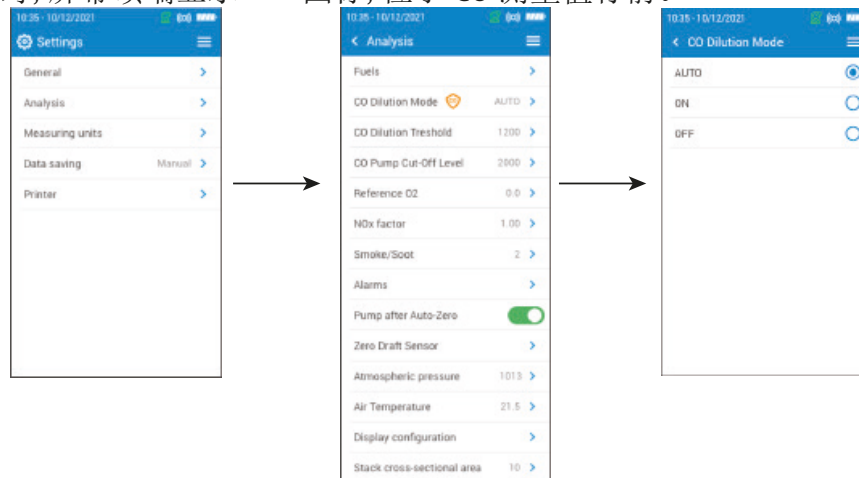 10:35 - 10/12/2021
Settings
General
Analysis
Measuring units
Data saving Manual
Printer
10:35 - 10/12/2021
Analysis
Fuels
CO Dilution Mode AUTO
CO Dilution Treshold 1200
CO Pump Cut-Off Level 2000
Reference O2 0.0
NOx factor 1.00
Smoke/Soot 2
Alarms
Pump after Auto-Zero
Zero Draft Sensor
Atmospheric pressure 1013
Air Temperature 21.5
Display configuration
Stack cross-sectional area 10
10:35 - 10/12/2021
CO Dilution Mode
AUTO
ON
OFF